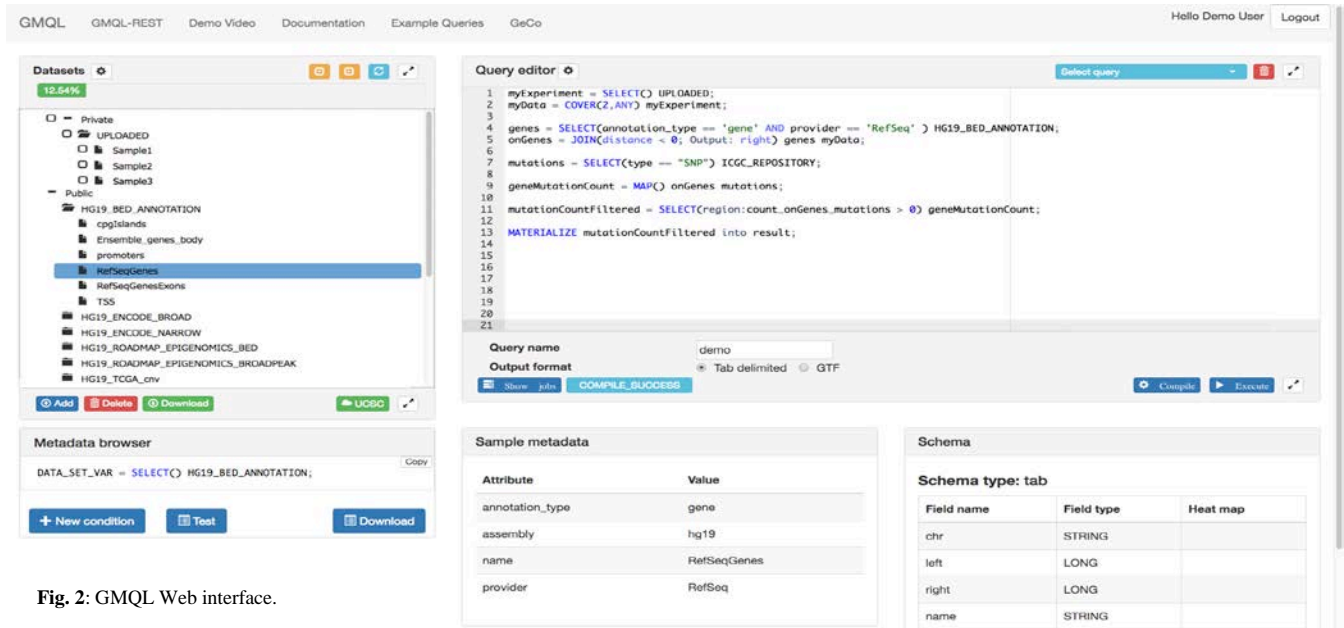 GMQL GMQL-REST Demo Video Documentation Example Queries GeCo Hello Demo User Logout
Datasets
12.54%
Private
UPLOADED
Sample1
Sample2
Sample3
Public
HG19_BED_ANNOTATION
cpgIslands
Ensemble_genes_body
promoters
RefSeqGenes
RefSeqGenesExons
TSS
HG19_ENCODE_BROAD
HG19_ENCODE_NARROW
HG19_ROADMAP_EPIGENOMICS_BED
HG19_ROADMAP_EPIGENOMICS_BROADPEAK
HG19_TCGA_cnv
Add Delete Download UCSC
Query editor Select query
1 myExperiment = SELECT() UPLOADED;
2 myData = COVER(2,ANY) myExperiment;
3
4 genes = SELECT(annotation_type == 'gene' AND provider == 'RefSeq' ) HG19_BED_ANNOTATION;
5 onGenes = JOIN(distance < 0; Output: right) genes myData;
6
7 mutations = SELECT(type == "SNP") ICGC_REPOSITORY;
8
9 geneMutationCount = MAP() onGenes mutations;
10
11 mutationCountFiltered = SELECT(region:count_onGenes_mutations > 0) geneMutationCount;
12
13 MATERIALIZE mutationCountFiltered into result;
14
15
16
17
18
19
20
21
Query name demo
Output format Tab delimited GTF
Show jobs COMPILE_SUCCESS Compile Execute
Metadata browser
Copy
DATA_SET_VAR = SELECT() HG19_BED_ANNOTATION;
+ New condition Test Download
Sample metadata
Attribute Value
annotation_type gene
assembly hg19
name RefSeqGenes
provider RefSeq
Schema
Schema type: tab
Field name Field type Heat map
chr STRING
left LONG
right LONG
name STRING
Fig. 2: GMQL Web interface.